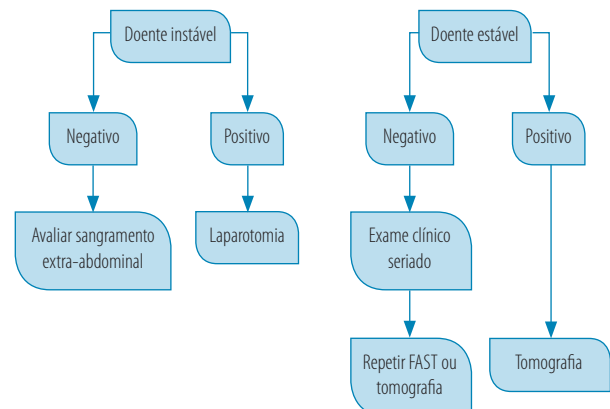 Doente instável
Negativo
Positivo
Avaliar sangramento
extra-abdominal
Laparotomia
Doente estável
Negativo
Positivo
Exame clínico
seriado
Repetir FAST ou
tomografia
Tomografia